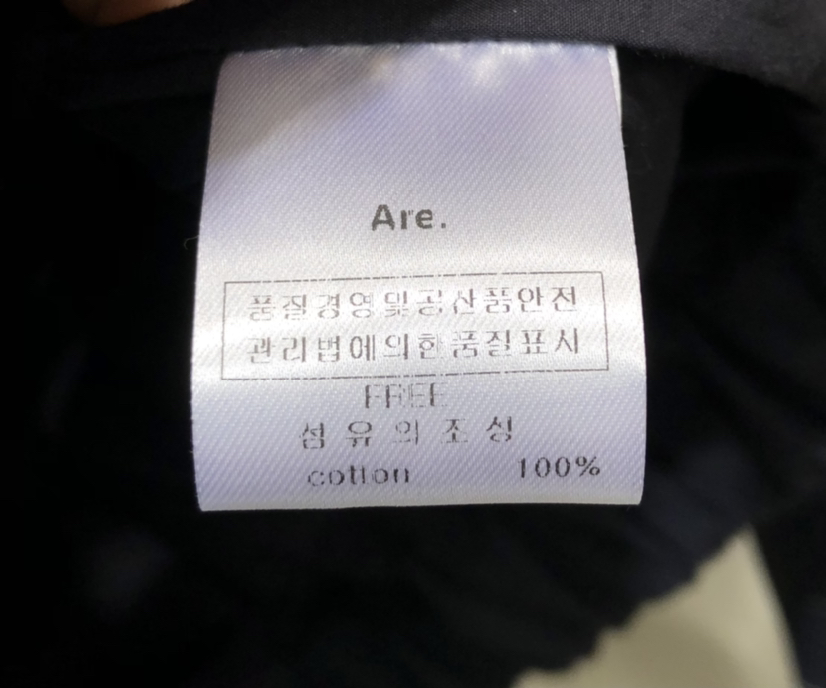 Are.
품질경영및공산품안전
관리법에의한품질표시
FREE
섬유의조성
cotton 100%